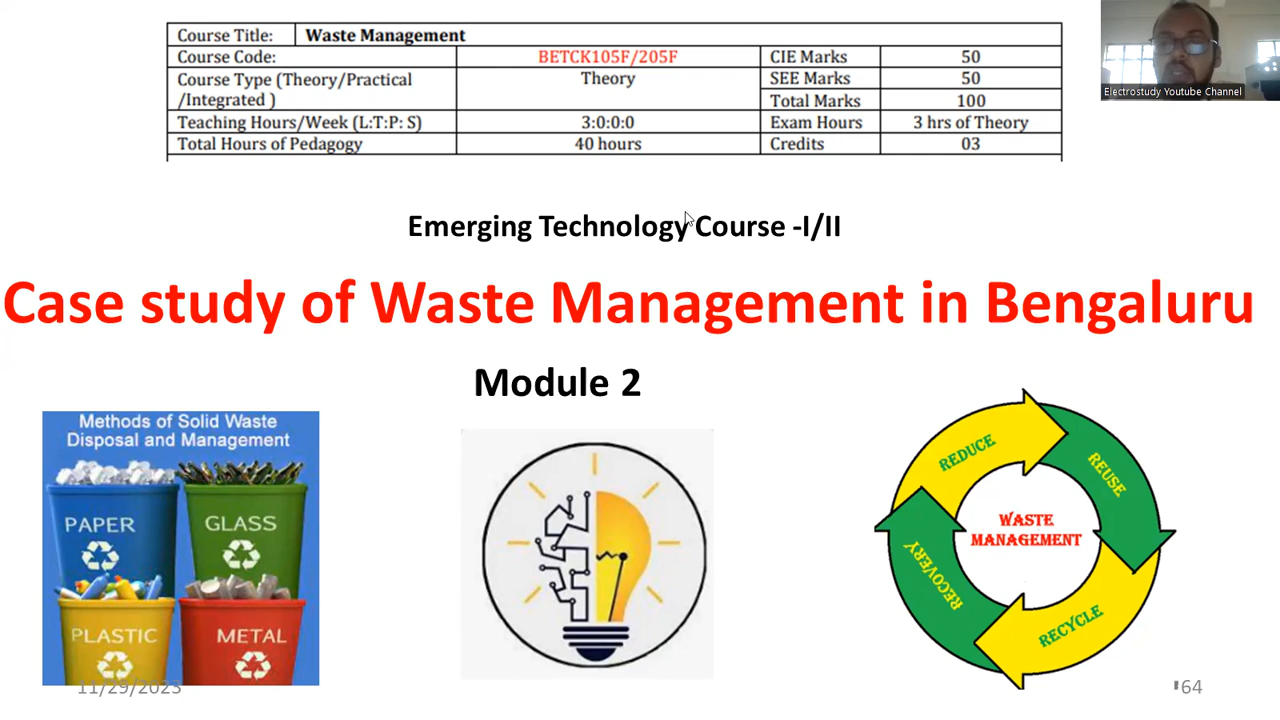 Course Title: Waste Management
Course Code: BETCK105F/205F CIE Marks 50
Course Type (Theory/Practical /Integrated ) Theory SEE Marks 50
Total Marks 100
Teaching Hours/Week (L:T:P: S) 3:0:0:0 Exam Hours 3 hrs of Theory
Total Hours of Pedagogy 40 hours Credits 03
Electrostudy Youtube Channel
Emerging Technology Course -I/II
Case study of Waste Management in Bengaluru
Module 2
Methods of Solid Waste
Disposal and Management
PAPER
GLASS
PLASTIC
METAL
REDUCE
REUSE
RECYCLE
RECOVERY
WASTE
MANAGEMENT
11/29/2023
64